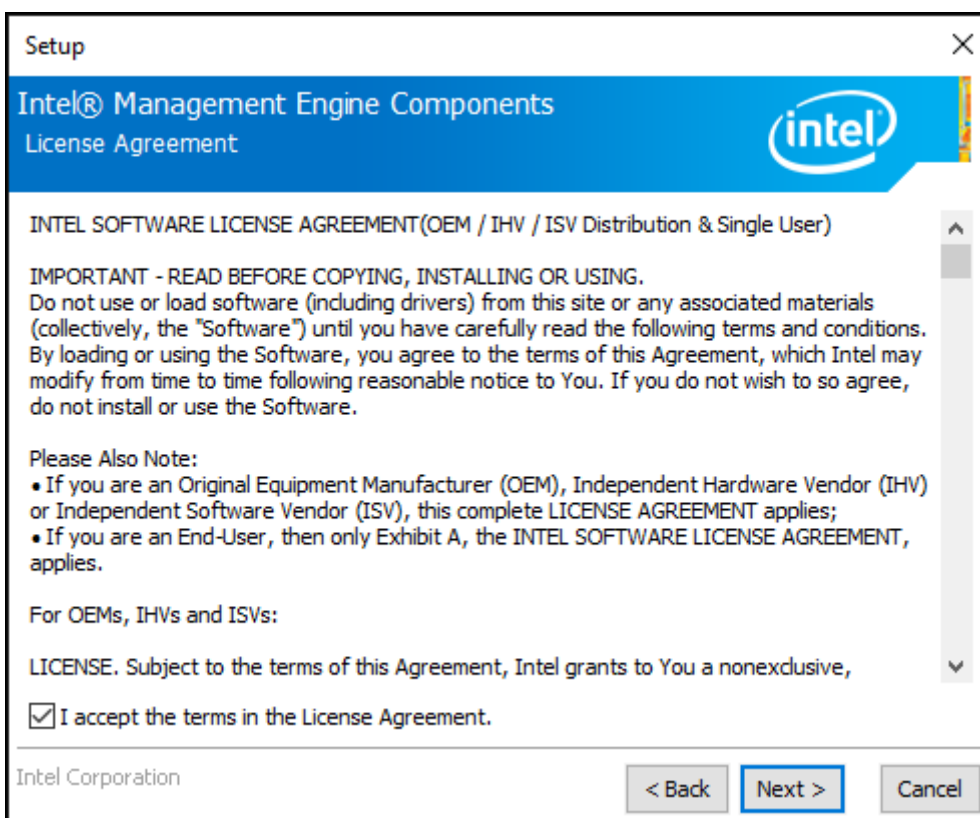 Setup
Intel® Management Engine Components
License Agreement
intel
INTEL SOFTWARE LICENSE AGREEMENT(OEM / IHV / ISV Distribution & Single User)
IMPORTANT - READ BEFORE COPYING, INSTALLING OR USING.
Do not use or load software (including drivers) from this site or any associated materials
(collectively, the "Software") until you have carefully read the following terms and conditions.
By loading or using the Software, you agree to the terms of this Agreement, which Intel may
modify from time to time following reasonable notice to You. If you do not wish to so agree,
do not install or use the Software.
Please Also Note:
• If you are an Original Equipment Manufacturer (OEM), Independent Hardware Vendor (IHV)
or Independent Software Vendor (ISV), this complete LICENSE AGREEMENT applies;
• If you are an End-User, then only Exhibit A, the INTEL SOFTWARE LICENSE AGREEMENT,
applies.
For OEMs, IHVs and ISVs:
LICENSE. Subject to the terms of this Agreement, Intel grants to You a nonexclusive,
I accept the terms in the License Agreement.
Intel Corporation
< Back
Next >
Cancel